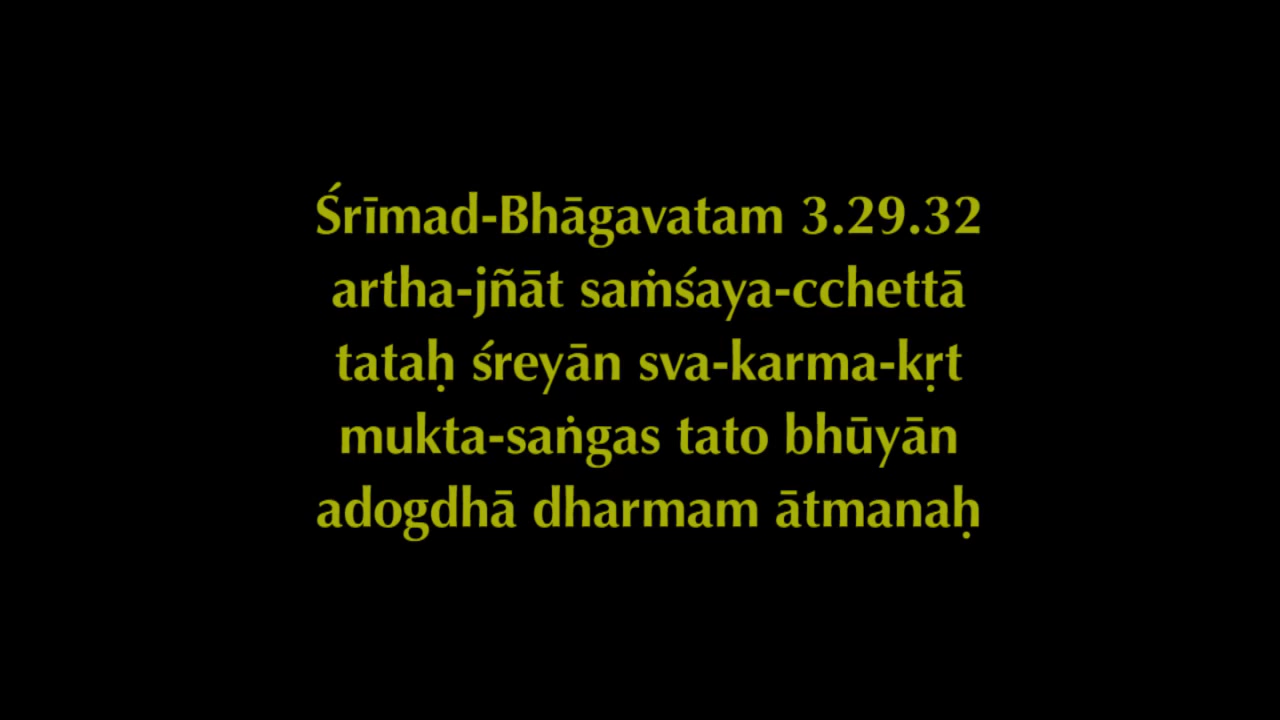 Śrīmad-Bhāgavatam 3.29.32
artha-jñāt saṁśaya-cchettā
tataḥ śreyān sva-karma-kṛt
mukta-saṅgas tato bhūyān
adogdhā dharmam ātmanaḥ